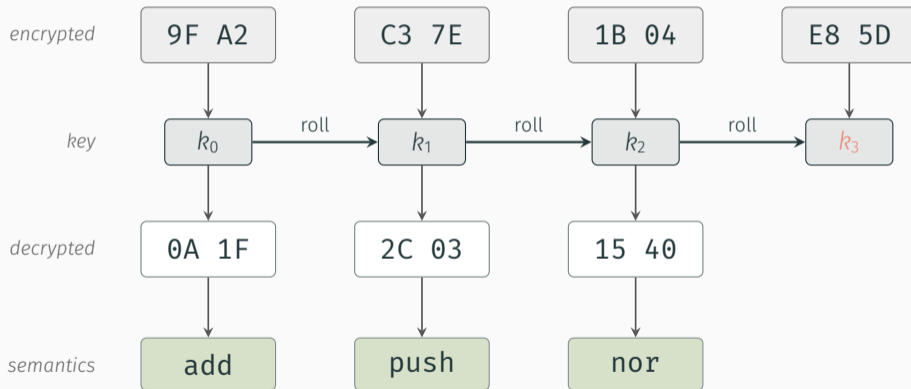 encrypted 9F A2 C3 7E 1B 04 E8 5D
roll roll roll
key k₀ k₁ k₂ k₃
decrypted 0A 1F 2C 03 15 40
semantics add push nor